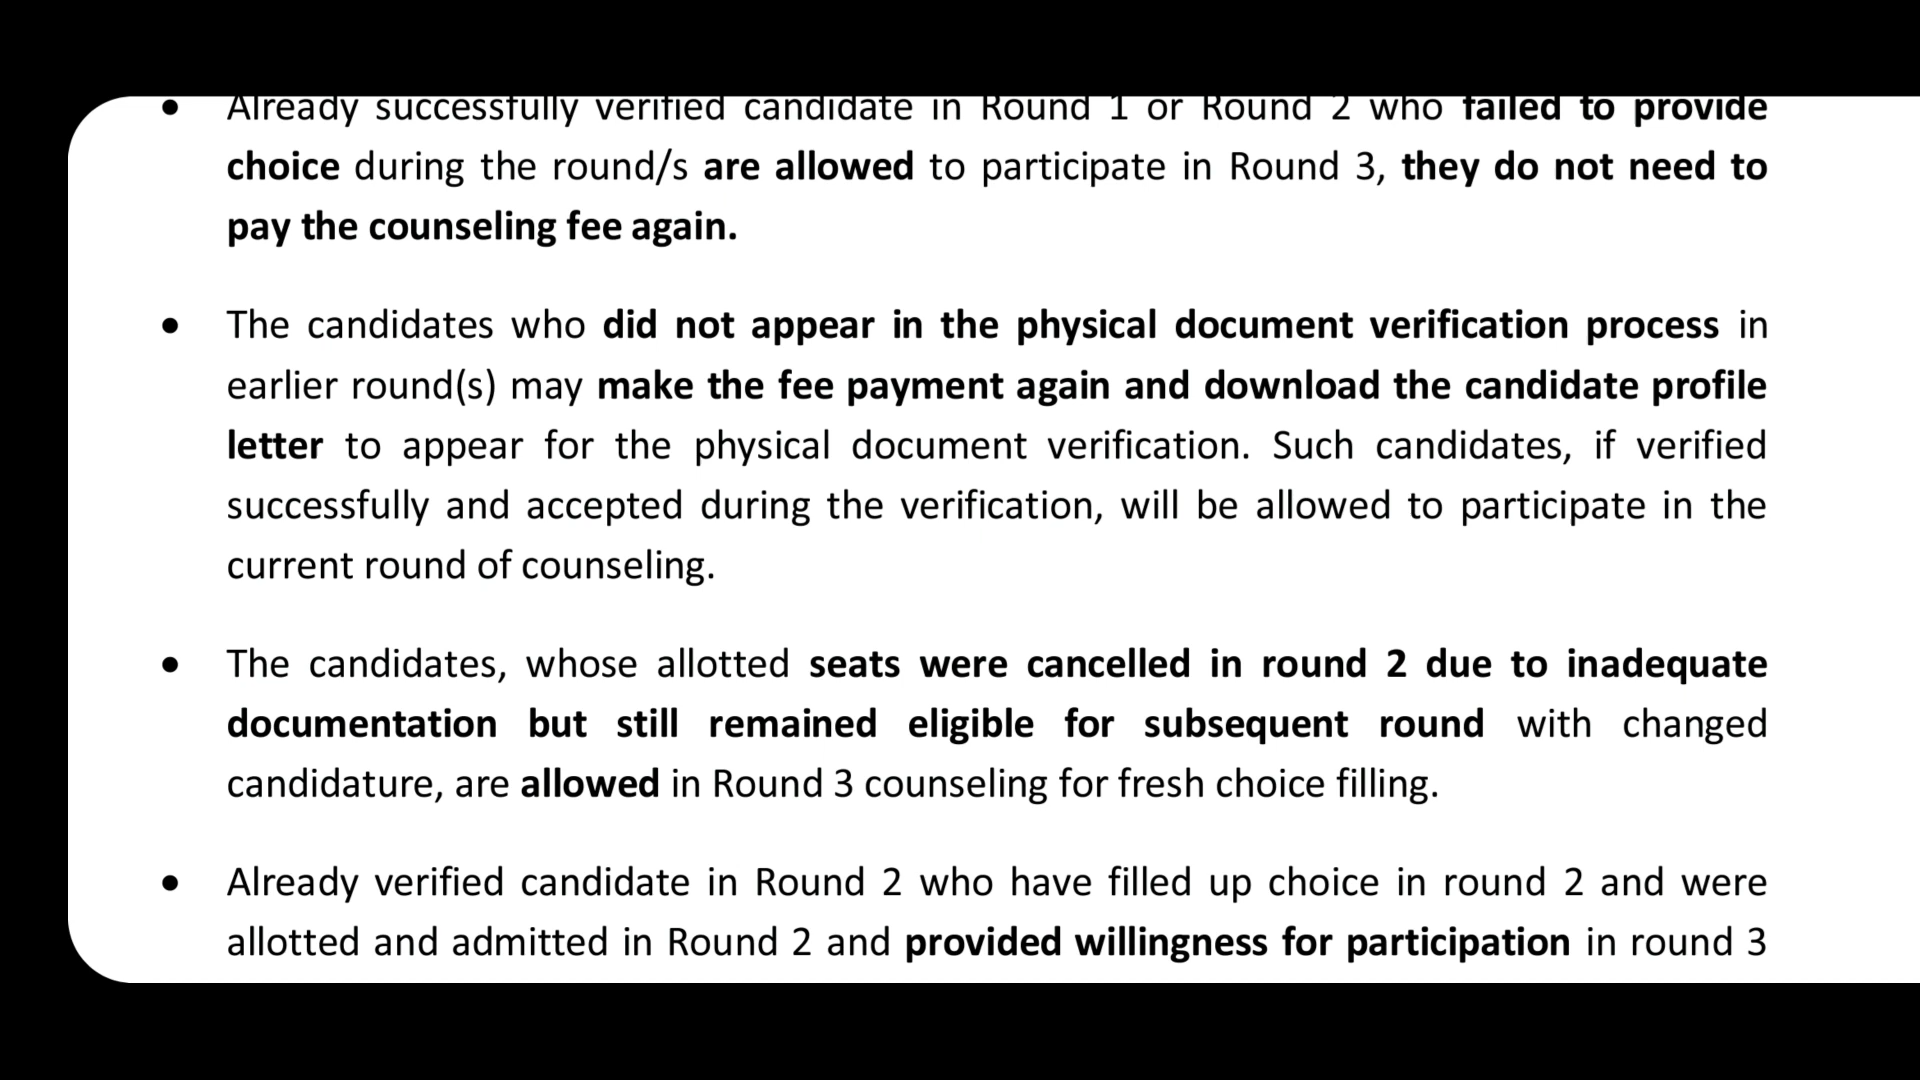 • Already successfully verified candidate in Round 1 or Round 2 who failed to provide
choice during the round/s are allowed to participate in Round 3, they do not need to
pay the counseling fee again.
• The candidates who did not appear in the physical document verification process in
earlier round(s) may make the fee payment again and download the candidate profile
letter to appear for the physical document verification. Such candidates, if verified
successfully and accepted during the verification, will be allowed to participate in the
current round of counseling.
• The candidates, whose allotted seats were cancelled in round 2 due to inadequate
documentation but still remained eligible for subsequent round with changed
candidature, are allowed in Round 3 counseling for fresh choice filling.
• Already verified candidate in Round 2 who have filled up choice in round 2 and were
allotted and admitted in Round 2 and provided willingness for participation in round 3